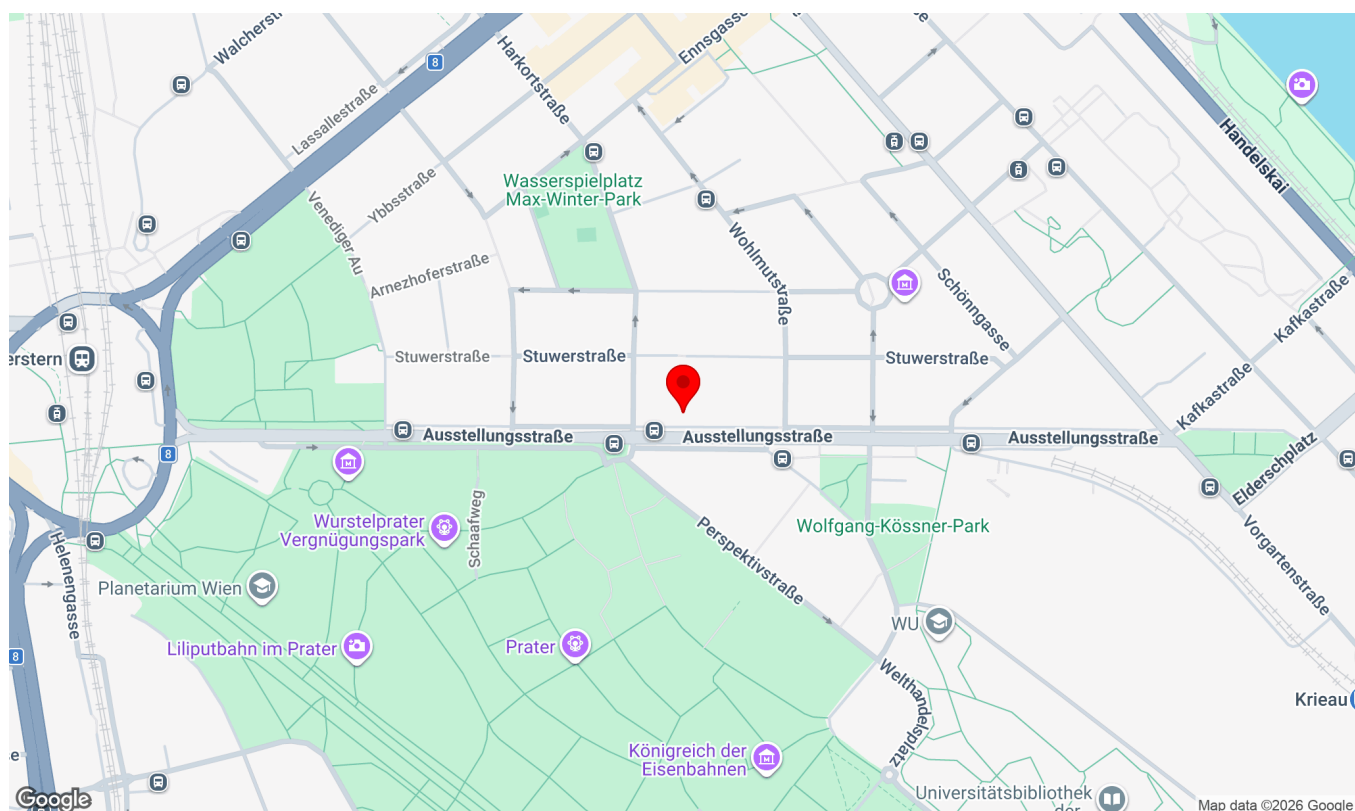 Walcherstr
Harkortstraße
Ennsgasse
8
Lassallestraße
Handelskai
Wasserspielplatz
Max-Winter-Park
Ybbsstraße
Venediger Au
Wohlmutstraße
Arnezhoferstraße
Schönngasse
Kafkastraße
erstern
Stuwerstraße
Stuwerstraße
Stuwerstraße
Kafkastraße
Ausstellungsstraße
Ausstellungsstraße
Ausstellungsstraße
8
Elderschplatz
Wurstelprater
Vergnügungspark
Schaafweg
Wolfgang-Kössner-Park
Perspektivstraße
Vorgartenstraße
Helenengasse
Planetarium Wien
WU
Liliputbahn im Prater
Prater
8
Welthandelsplatz
Krieau
Königreich der
Eisenbahnen
Universitätsbibliothek
der
Google
Map data ©2026 Google